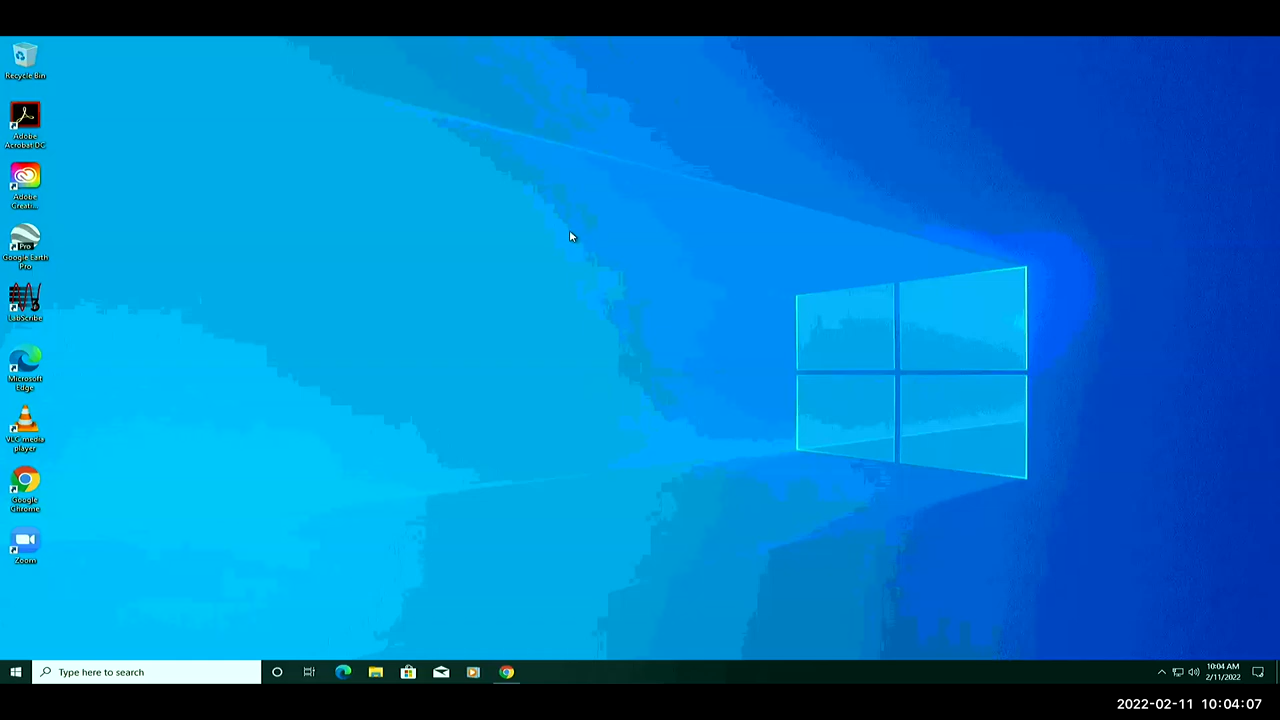 Recycle Bin
Adobe
Acrobat DC
Adobe
Creati...
Pro
Google Earth
Pro
LabScribe
Microsoft
Edge
VLC media
player
Google
Chrome
Zoom
Type here to search
10:04 AM
2/11/2022
2022-02-11 10:04:07